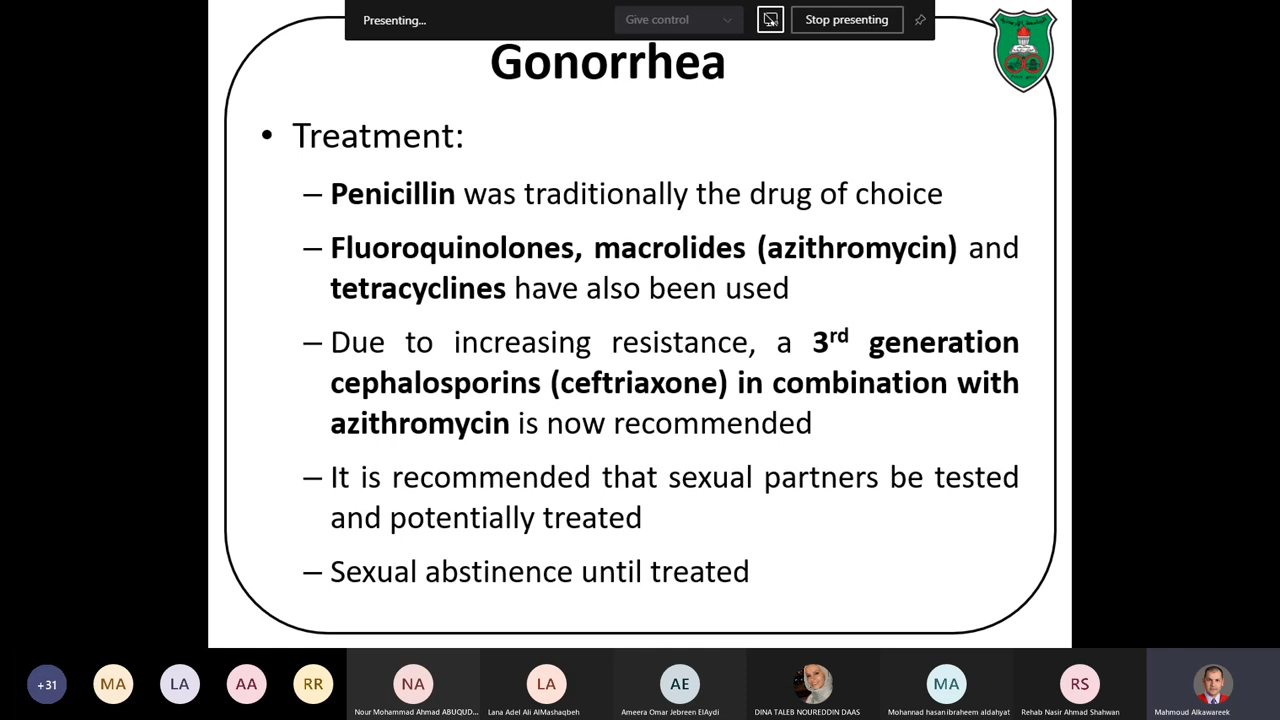 Presenting...
Give control
Stop presenting
Gonorrhea
• Treatment:
– Penicillin was traditionally the drug of choice
– Fluoroquinolones, macrolides (azithromycin) and
tetracyclines have also been used
– Due to increasing resistance, a 3rd generation
cephalosporins (ceftriaxone) in combination with
azithromycin is now recommended
– It is recommended that sexual partners be tested
and potentially treated
– Sexual abstinence until treated
+31
MA
LA
AA
RR
NA
LA
AE
MA
RS
Nour Mohammad Ahmad ABUQUD...
Lana Adel Ali AlMashaqbeh
Ameera Omar Jebreen ElAydi
DINA TALEB NOUREDDIN DAAS
Mohannad hasan ibraheem aldahyat
Rehab Nasir Ahmad Shahwan
Mahmoud Alkawareek